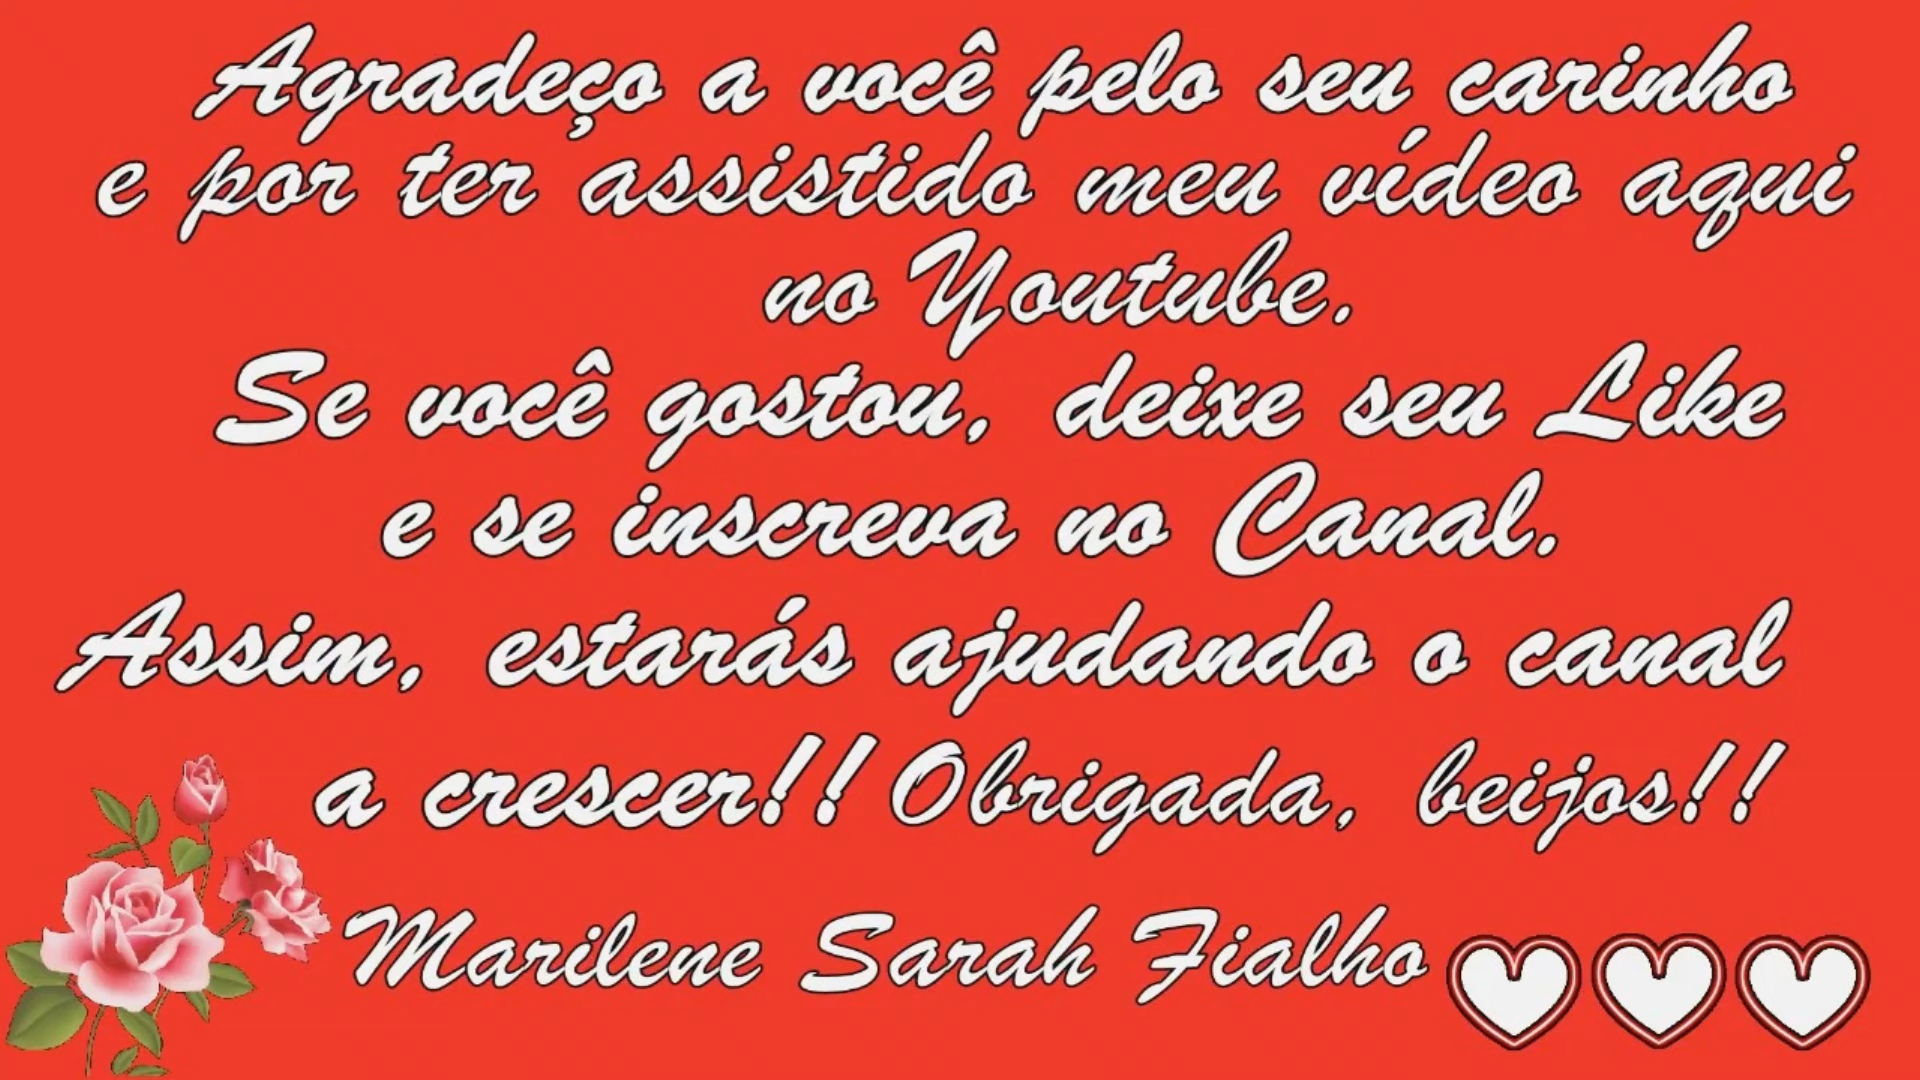 Agradeço a você pelo seu carinho
e por ter assistido meu vídeo aqui
no Youtube.
Se você gostou, deixe seu Like
e se inscreva no Canal.
Assim, estarás ajudando o canal
a crescer!! Obrigada, beijos!!
Marilene Sarah Fialho